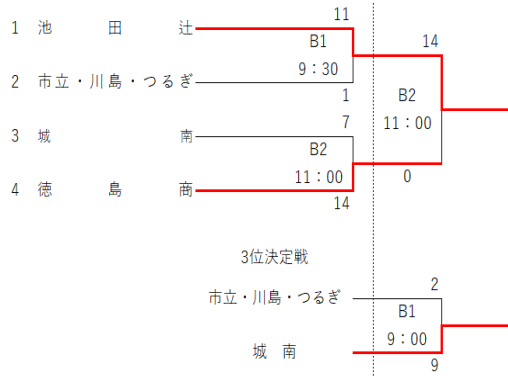 11
1 池田辻
B1
14
9：30
2 市立・川島・つるぎ
1
B2
7
11：00
3 城南
B2
11：00
0
4 徳島商
14
3位決定戦
2
市立・川島・つるぎ
B1
9：00
城南
9